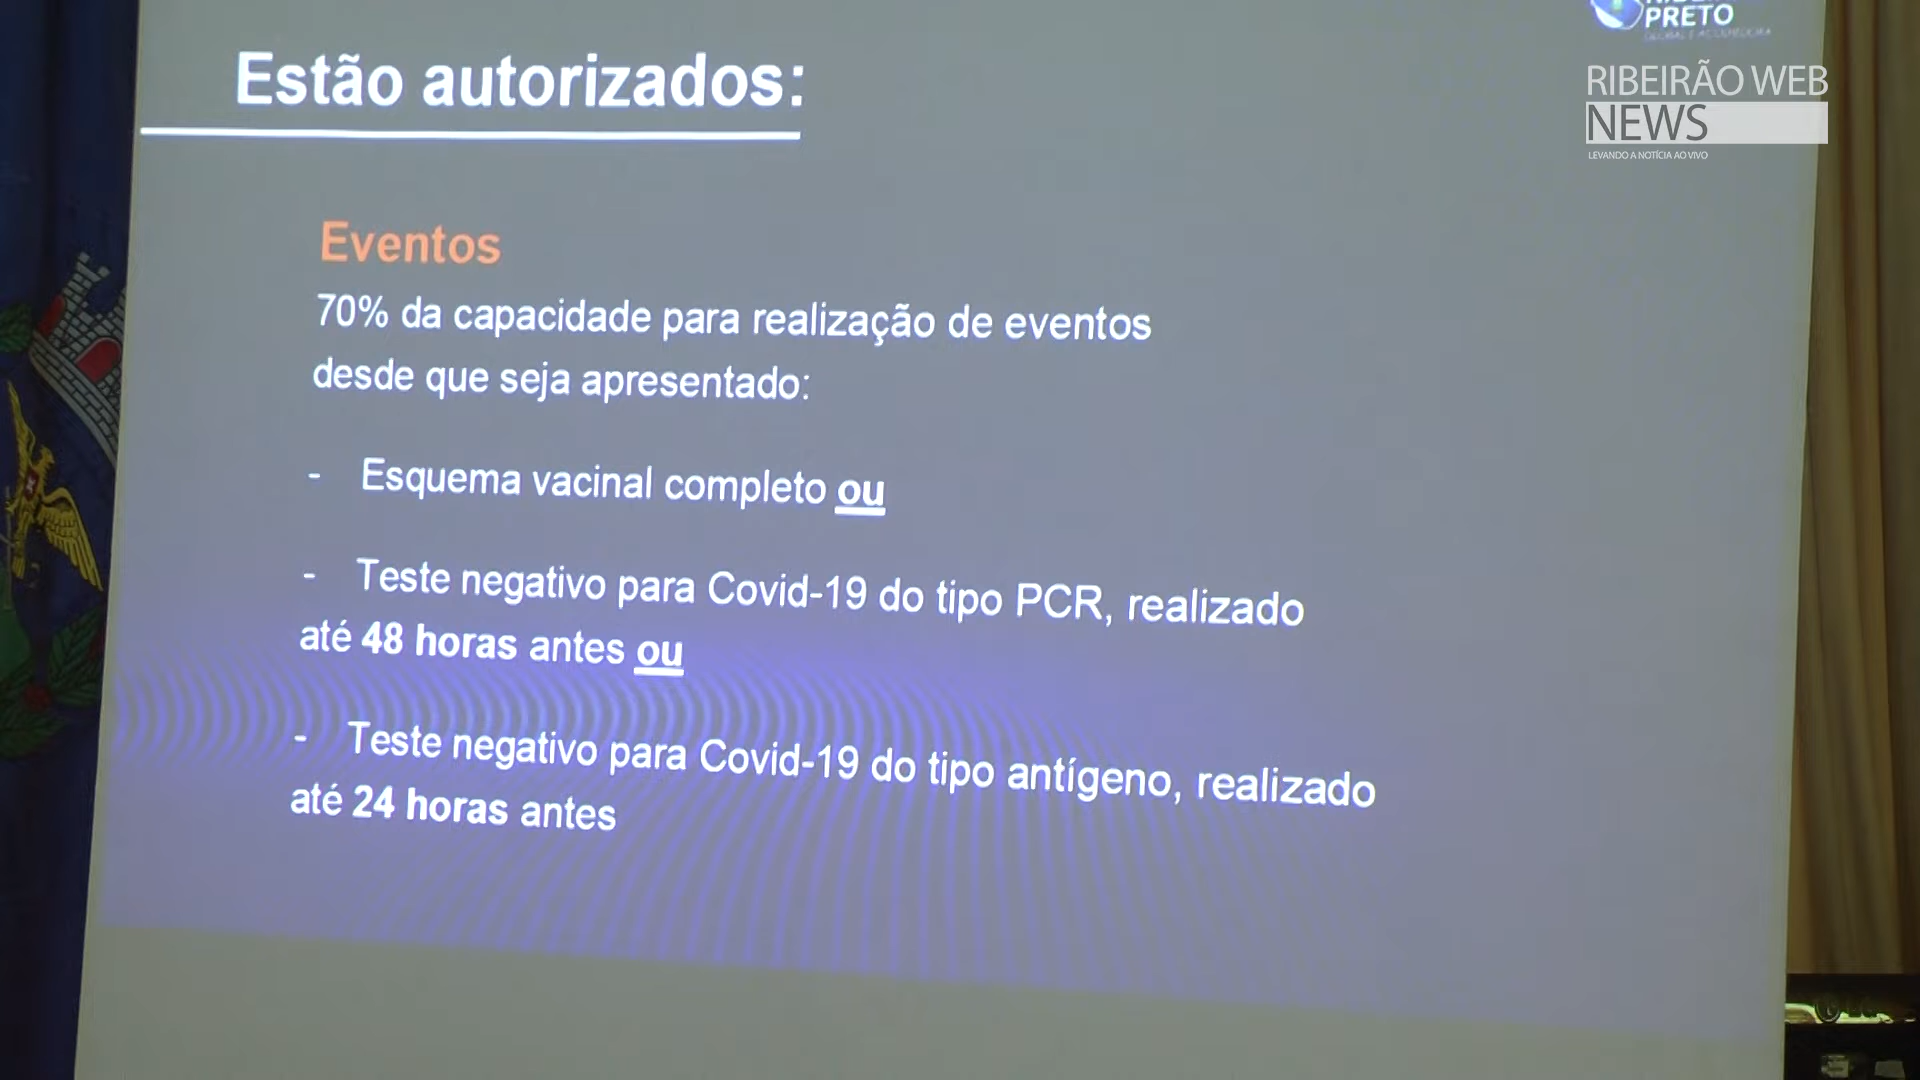 PRETO
RIBEIRÃO WEB
NEWS
LEVANDO A NOTÍCIA AO VIVO
Estão autorizados:
Eventos
70% da capacidade para realização de eventos
desde que seja apresentado:
- Esquema vacinal completo ou
- Teste negativo para Covid-19 do tipo PCR, realizado
até 48 horas antes ou
- Teste negativo para Covid-19 do tipo antígeno, realizado
até 24 horas antes